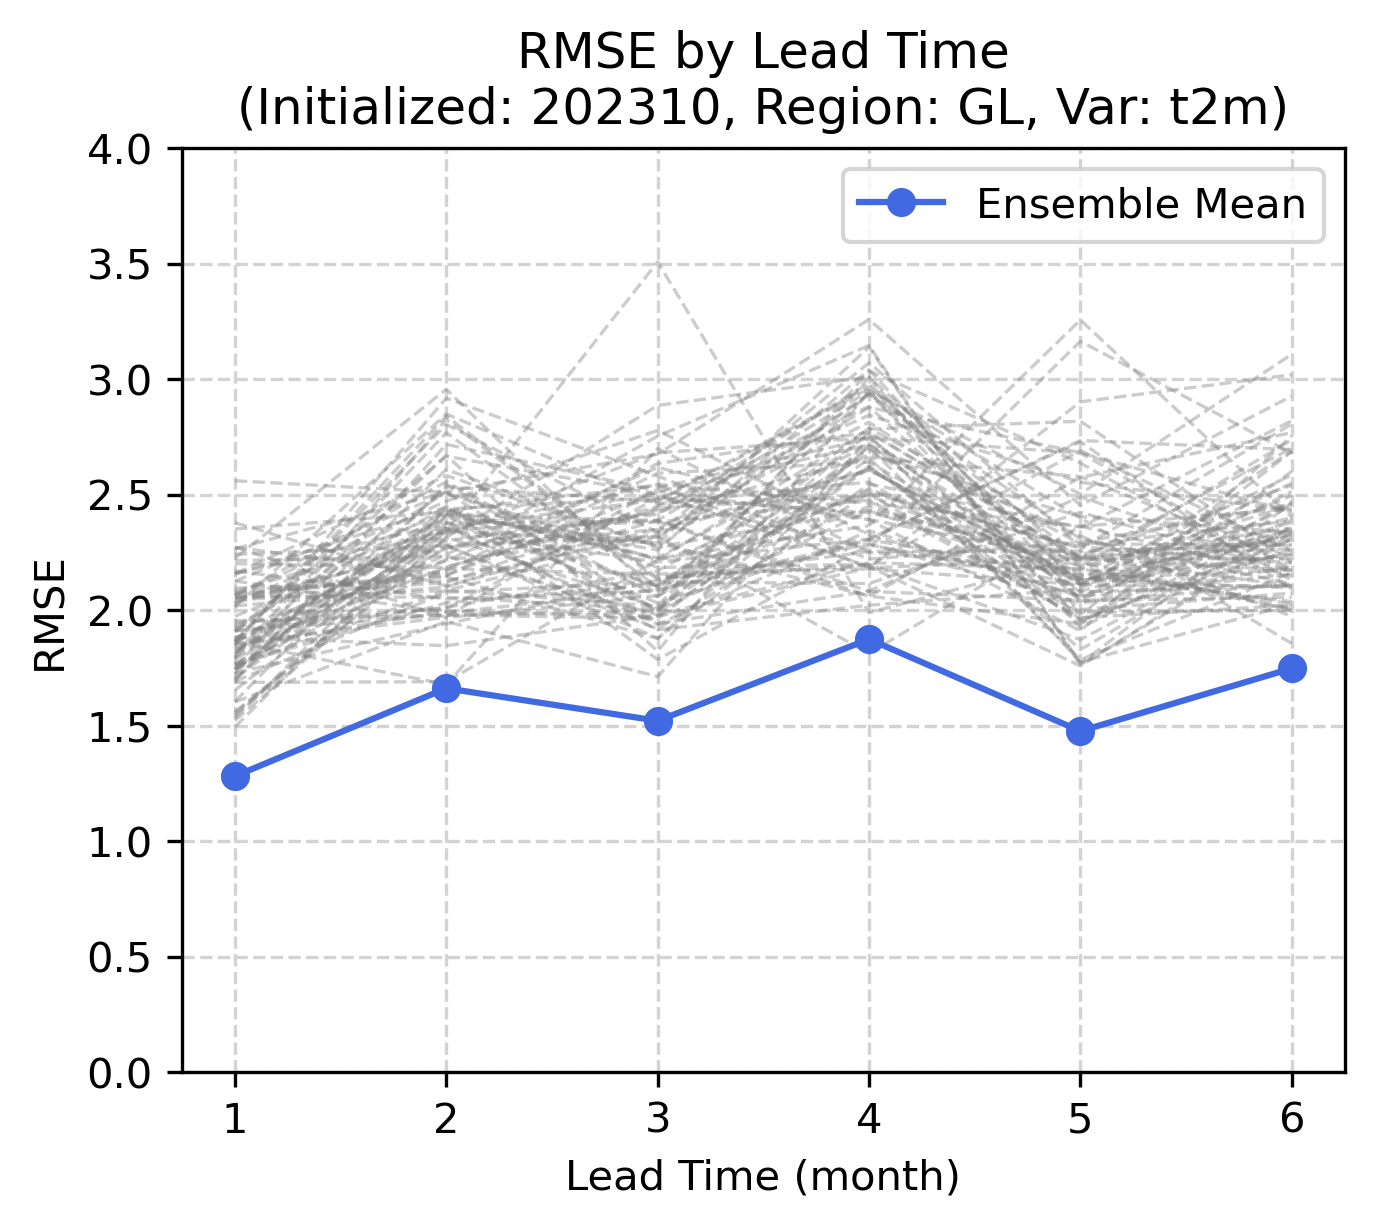 RMSE by Lead Time
(Initialized: 202310, Region: GL, Var: t2m)
4.0
3.5
3.0
2.5
2.0
1.5
1.0
0.5
0.0
RMSE
Ensemble Mean
1 2 3 4 5 6
Lead Time (month)